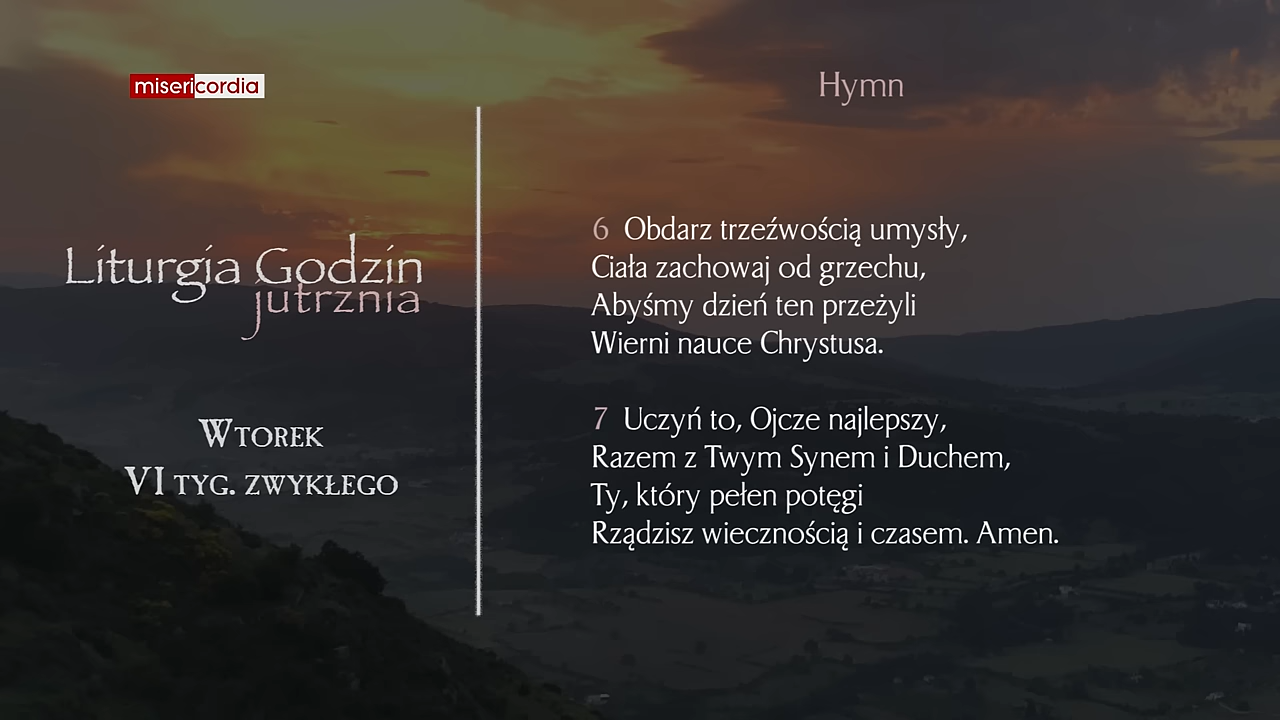 misericordia
Liturgia Godzin
jutrznia
Wtorek
VI tyg. zwykłego
Hymn
6 Obdarz trzeźwością umysły,
Ciała zachowaj od grzechu,
Abyśmy dzień ten przeżyli
Wierni nauce Chrystusa.
7 Uczyń to, Ojcze najlepszy,
Razem z Twym Synem i Duchem,
Ty, który pełen potęgi
Rządzisz wiecznością i czasem. Amen.